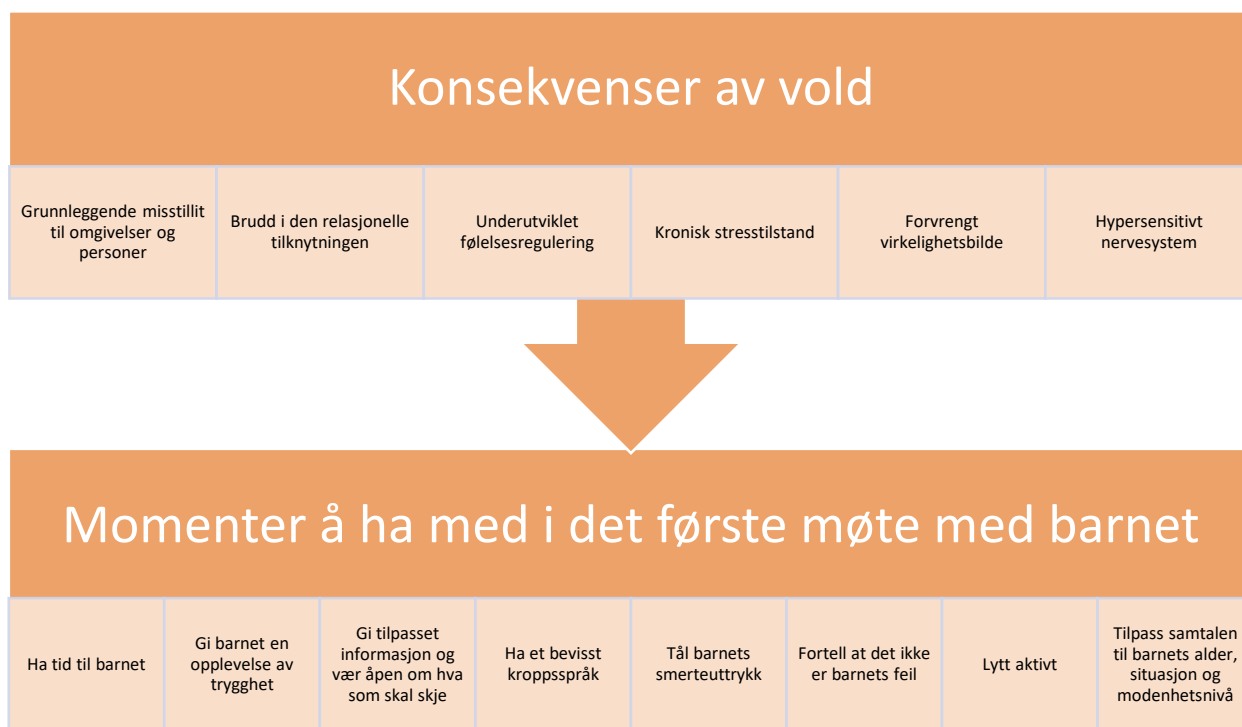 Konsekvenser av vold
Grunnleggende misstillit
til omgivelser og
personer
Brudd i den relasjonelle
tilknytningen
Underutviklet
følelsesregulering
Kronisk stresstilstand
Forvrengt
virkelighetsbilde
Hypersensitivt
nervesystem
Momenter å ha med i det første møte med barnet
Ha tid til barnet
Gi barnet en
opplevelse av
trygghet
Gi tilpasset
informasjon og
vær åpen om hva
som skal skje
Ha et bevisst
kroppsspråk
Tål barnets
smerteuttrykk
Fortell at det ikke
er barnets feil
Lytt aktivt
Tilpass samtalen
til barnets alder,
situasjon og
modenhetsnivå